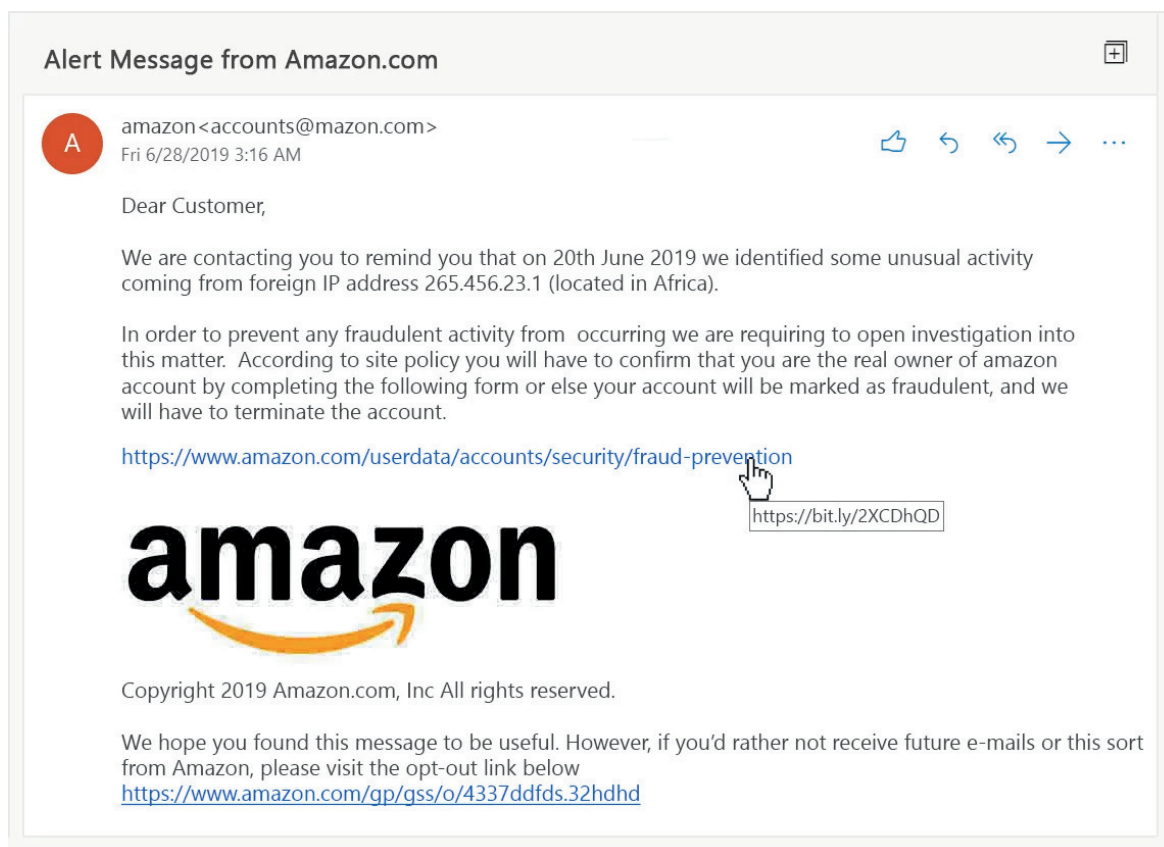 Alert Message from Amazon.com
A
amazon<accounts@mazon.com>
Fri 6/28/2019 3:16 AM
Dear Customer,
We are contacting you to remind you that on 20th June 2019 we identified some unusual activity
coming from foreign IP address 265.456.23.1 (located in Africa).
In order to prevent any fraudulent activity from  occurring we are requiring to open investigation into
this matter.  According to site policy you will have to confirm that you are the real owner of amazon
account by completing the following form or else your account will be marked as fraudulent, and we
will have to terminate the account.
https://www.amazon.com/userdata/accounts/security/fraud-prevention
https://bit.ly/2XCDhQD
amazon
Copyright 2019 Amazon.com, Inc All rights reserved.
We hope you found this message to be useful. However, if you'd rather not receive future e-mails or this sort
from Amazon, please visit the opt-out link below
https://www.amazon.com/gp/gss/o/4337ddfds.32hdhd